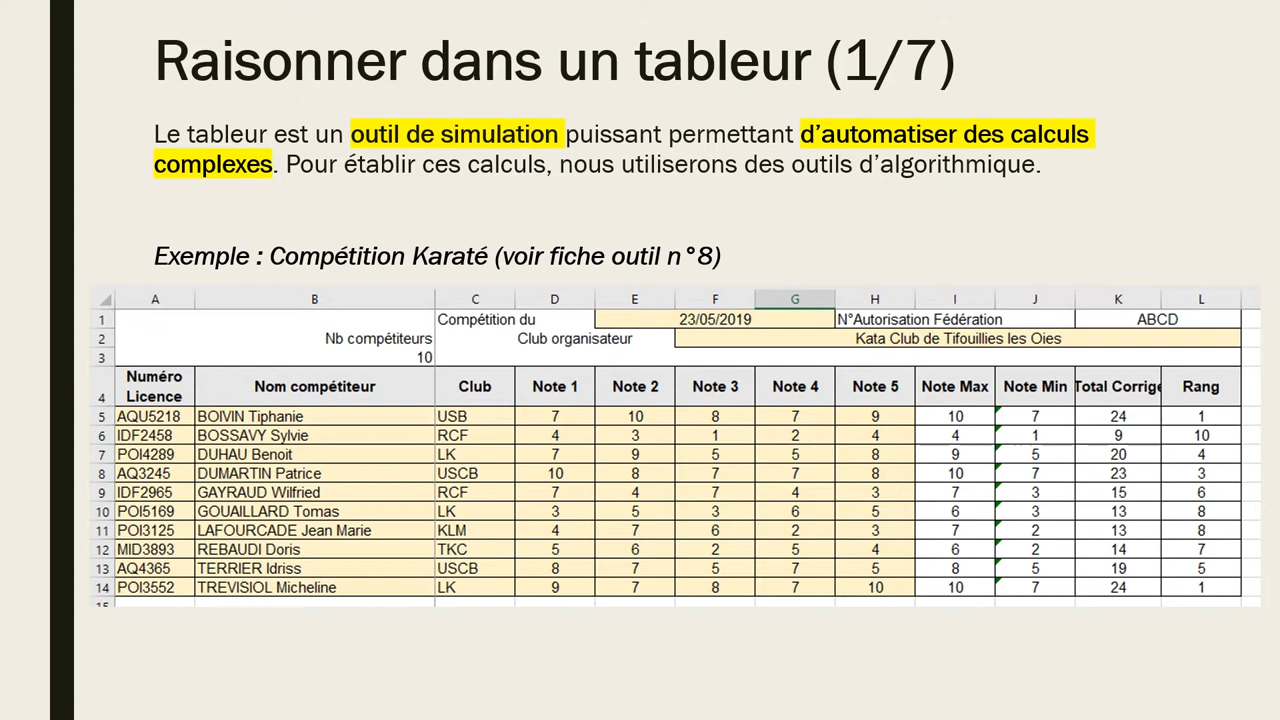 Raisonner dans un tableur (1/7)
Le tableur est un outil de simulation puissant permettant d’automatiser des calculs
complexes. Pour établir ces calculs, nous utiliserons des outils d’algorithmique.
Exemple : Compétition Karaté (voir fiche outil n°8)
A B C D E F G H I J K L
1 Compétition du 23/05/2019 N°Autorisation Fédération ABCD
2 Nb compétiteurs Club organisateur Kata Club de Tifouillies les Oies
3 10
4 Numéro Licence Nom compétiteur Club Note 1 Note 2 Note 3 Note 4 Note 5 Note Max Note Min Total Corrige Rang
5 AQU5218 BOIVIN Tiphanie USB 7 10 8 7 9 10 7 24 1
6 IDF2458 BOSSAVY Sylvie RCF 4 3 1 2 4 4 1 9 10
7 POI4289 DUHAU Benoit LK 7 9 5 5 8 9 5 20 4
8 AQ3245 DUMARTIN Patrice USCB 10 8 7 7 8 10 7 23 3
9 IDF2965 GAYRAUD Wilfried RCF 7 4 7 4 3 7 3 15 6
10 POI5169 GOUAILLARD Tomas LK 3 5 3 6 5 6 3 13 8
11 POI3125 LAFOURCADE Jean Marie KLM 4 7 6 2 3 7 2 13 8
12 MID3893 REBAUDI Doris TKC 5 6 2 5 4 6 2 14 7
13 AQ4365 TERRIER Idriss USCB 8 7 5 7 5 8 5 19 5
14 POI3552 TREVISIOL Micheline LK 9 7 8 7 10 10 7 24 1